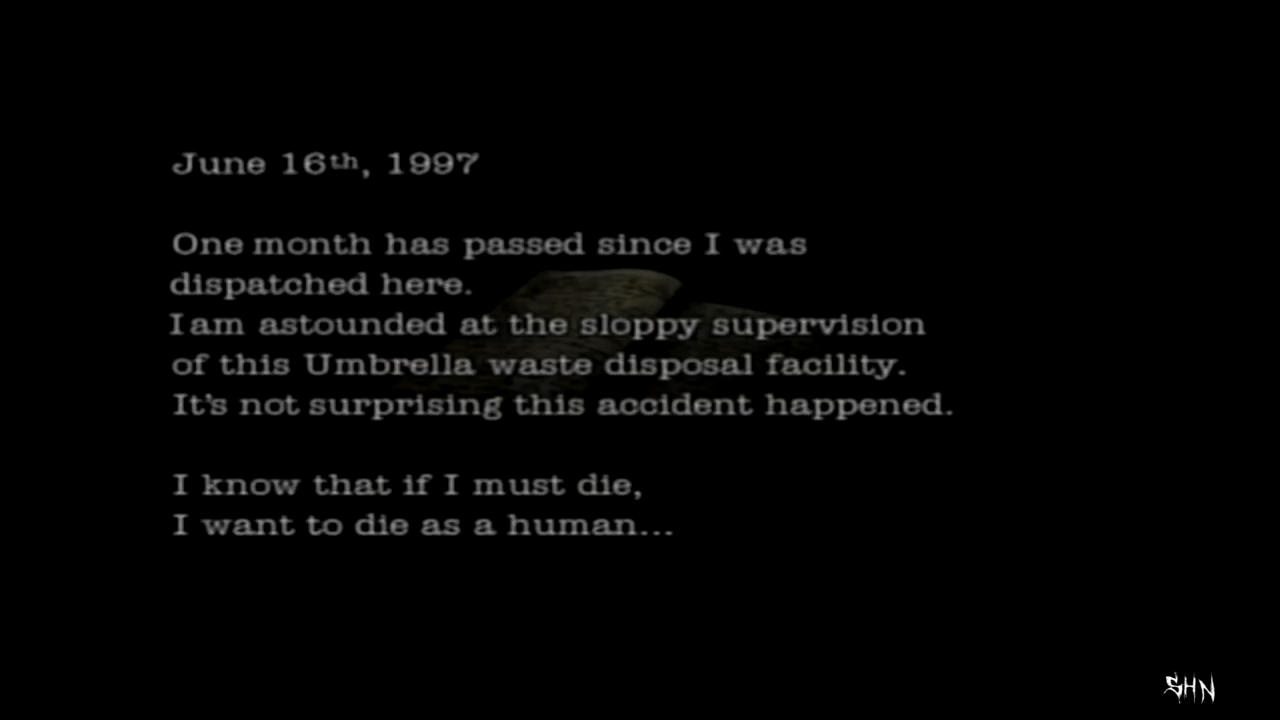 June 16th, 1997
One month has passed since I was
dispatched here.
I am astounded at the sloppy supervision
of this Umbrella waste disposal facility.
It's not surprising this accident happened.
I know that if I must die,
I want to die as a human...
SHN